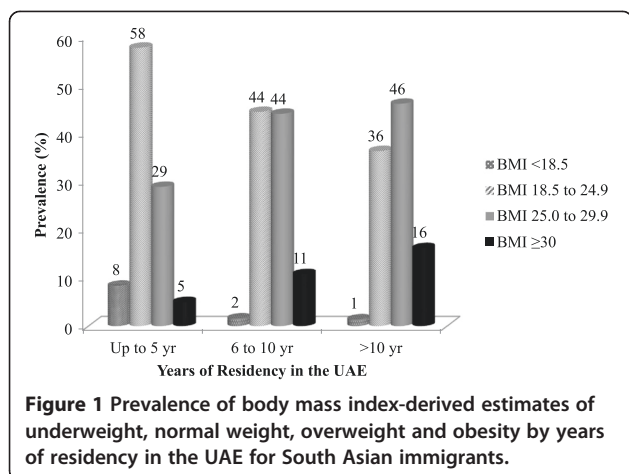 60
50
40
30
20
10
0
Prevalence (%)
58
44
44
46
36
29
16
11
8
5
2
1
Up to 5 yr
6 to 10 yr
>10 yr
Years of Residency in the UAE
BMI <18.5
BMI 18.5 to 24.9
BMI 25.0 to 29.9
BMI ≥30
Figure 1 Prevalence of body mass index-derived estimates of
underweight, normal weight, overweight and obesity by years
of residency in the UAE for South Asian immigrants.